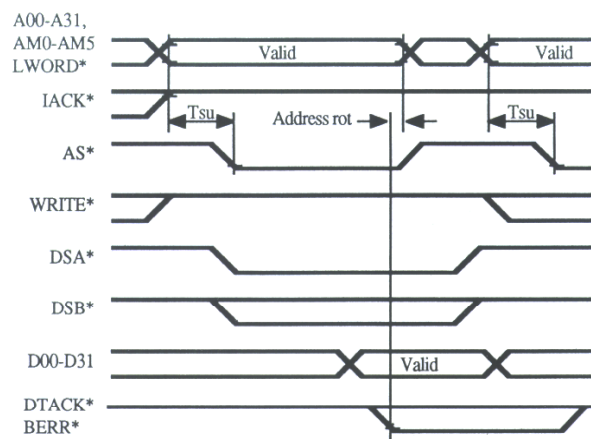 A00-A31,
AM0-AM5
LWORD*
Valid
Valid
IACK*
Tsu
Address rot
Tsu
AS*
WRITE*
DSA*
DSB*
D00-D31
Valid
DTACK*
BERR*